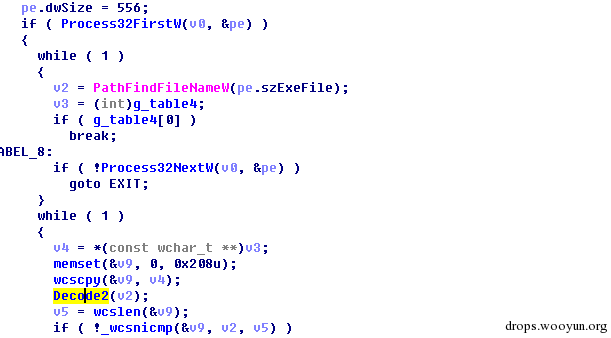 pe.dwSize = 556;
if ( Process32FirstW(v0, &pe) )
{
while ( 1 )
{
v2 = PathFindFileNameW(pe.szExeFile);
v3 = (int)g_table4;
if ( g_table4[0] )
break;
ABEL_8:
if ( !Process32NextW(v0, &pe) )
goto EXIT;
}
while ( 1 )
{
v4 = *(const wchar_t **)v3;
memset(&v9, 0, 0x208u);
wcscpy(&v9, v4);
Decode2(v2);
v5 = wcslen(&v9);
if ( !_wcsnicmp(&v9, v2, v5) )
drops.wooyun.org